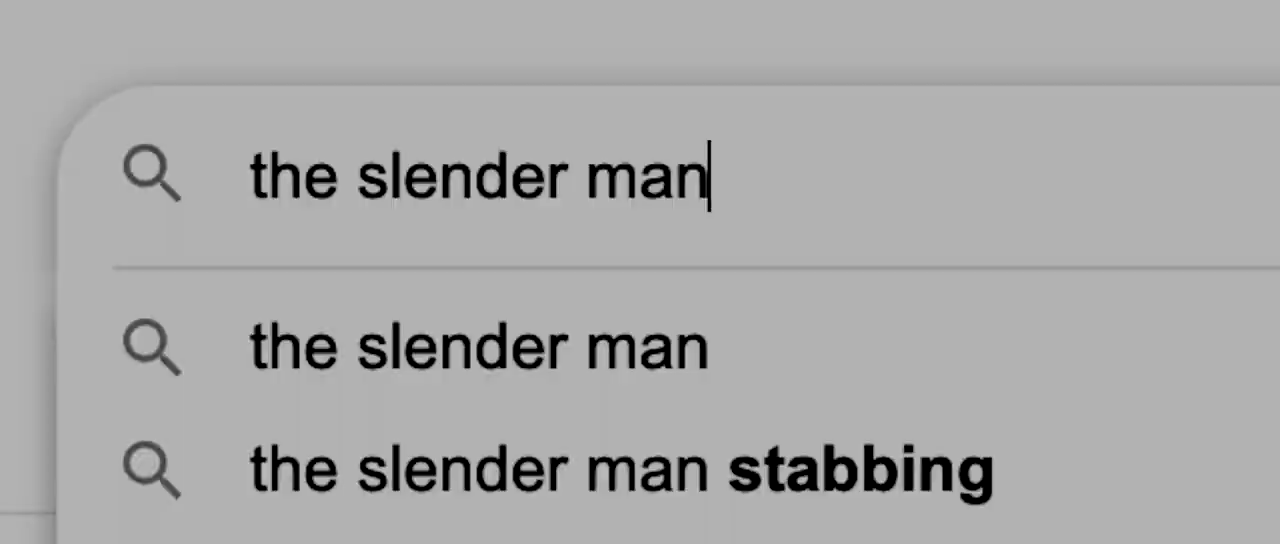 the slender man
the slender man
the slender man stabbing